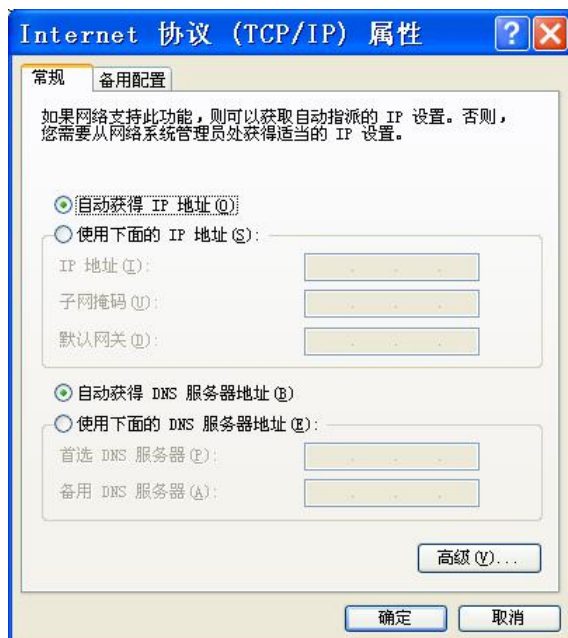 Internet 协议 (TCP/IP) 属性
常规 备用配置
如果网络支持此功能，则可以获取自动指派的 IP 设置。否则，
您需要从网络系统管理员处获得适当的 IP 设置。
自动获得 IP 地址(O)
使用下面的 IP 地址(S):
IP 地址(I):
子网掩码(U):
默认网关(D):
自动获得 DNS 服务器地址(B)
使用下面的 DNS 服务器地址(E):
首选 DNS 服务器(P):
备用 DNS 服务器(A):
高级(V)...
确定 取消